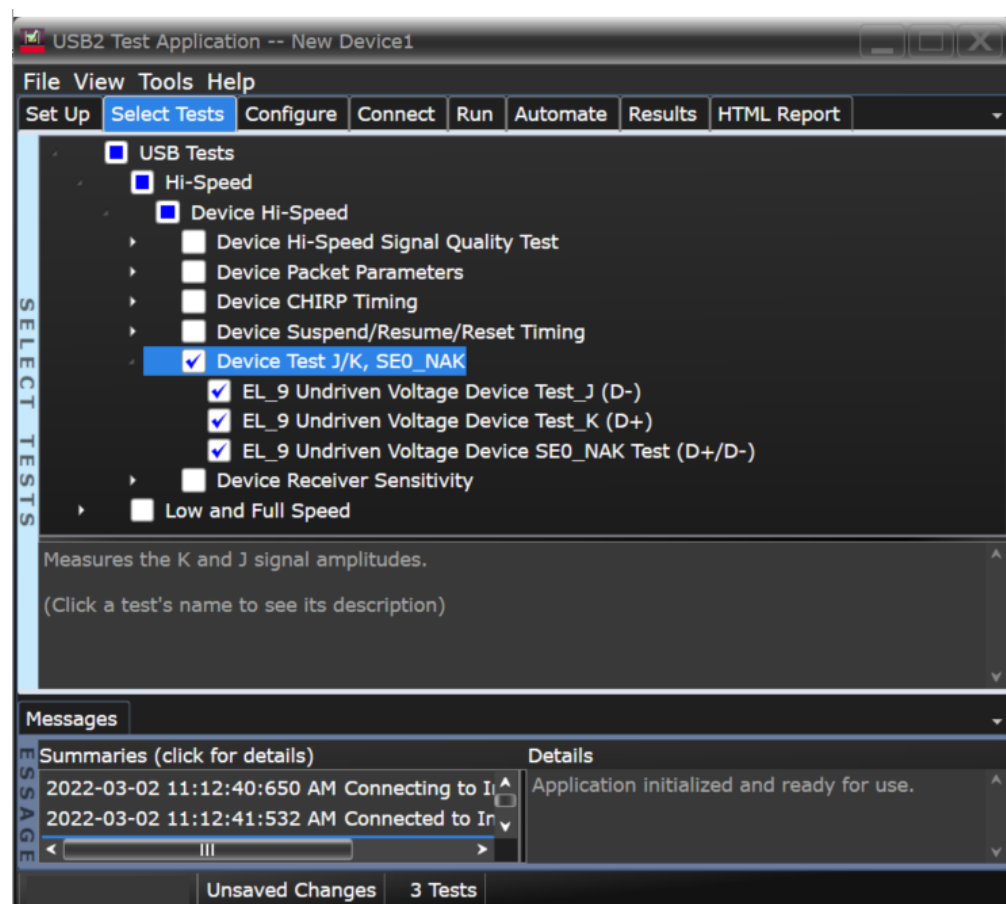 USB2 Test Application -- New Device1
File View Tools Help
Set Up Select Tests Configure Connect Run Automate Results HTML Report
SELECT TESTS
USB Tests
Hi-Speed
Device Hi-Speed
Device Hi-Speed Signal Quality Test
Device Packet Parameters
Device CHIRP Timing
Device Suspend/Resume/Reset Timing
Device Test J/K, SE0_NAK
EL_9 Undriven Voltage Device Test_J (D-)
EL_9 Undriven Voltage Device Test_K (D+)
EL_9 Undriven Voltage Device SE0_NAK Test (D+/D-)
Device Receiver Sensitivity
Low and Full Speed
Measures the K and J signal amplitudes.
(Click a test's name to see its description)
Messages
ESSAGE
Summaries (click for details) Details
2022-03-02 11:12:40:650 AM Connecting to Application initialized and ready for use.
2022-03-02 11:12:41:532 AM Connected to
Unsaved Changes 3 Tests